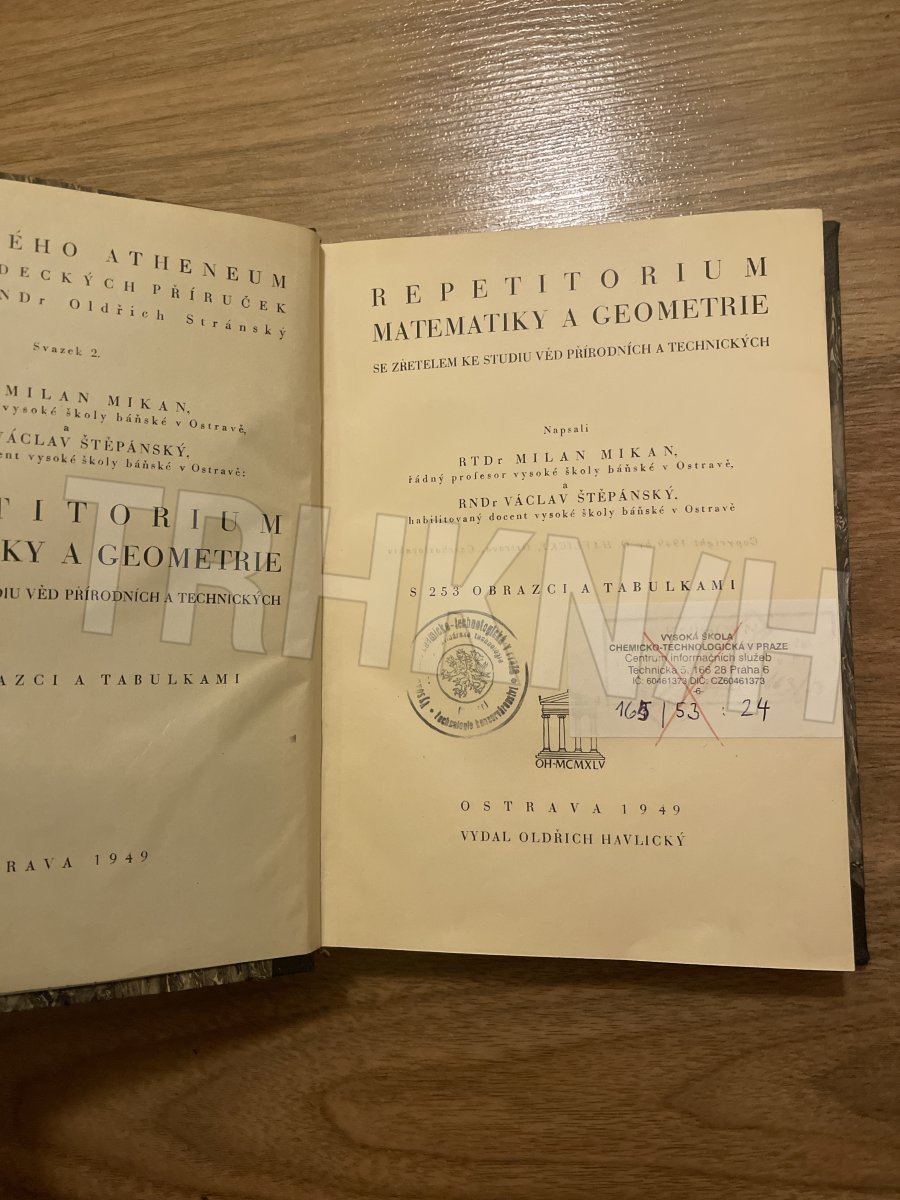 ÉHO ATHENEUM
DECKÝCH PŘÍRUČEK
NDr Oldřich Stránský
Svazek 2.
MILAN MIKAN,
vysoké školy báňské v Ostravě,
a
VÁCLAV ŠTĚPÁNSKÝ,
ent vysoké školy báňské v Ostravě:
TITORIUM
KY A GEOMETRIE
DIU VĚD PŘÍRODNÍCH A TECHNICKÝCH
AZCI A TABULKAMI
RAVA 1949
REPETITORIUM
MATEMATIKY A GEOMETRIE
SE ZŘETELEM KE STUDIU VĚD PŘÍRODNÍCH A TECHNICKÝCH
Napsali
RTDr MILAN MIKAN,
řádný profesor vysoké školy báňské v Ostravě,
a
RNDr VÁCLAV ŠTĚPÁNSKÝ,
habilitovaný docent vysoké školy báňské v Ostravě
S 253 OBRAZCI A TABULKAMI
VYSOKÁ ŠKOLA
CHEMICKO-TECHNOLOGICKÁ V PRAZE
Centrum informačních služeb
Technická 5, 166 28 Praha 6
IČ: 60461373 DIČ: CZ60461373
-6-
165/53 : 24
OH-MCMXLV
OSTRAVA 1949
VYDAL OLDŘICH HAVLICKÝ
TRHKNIH